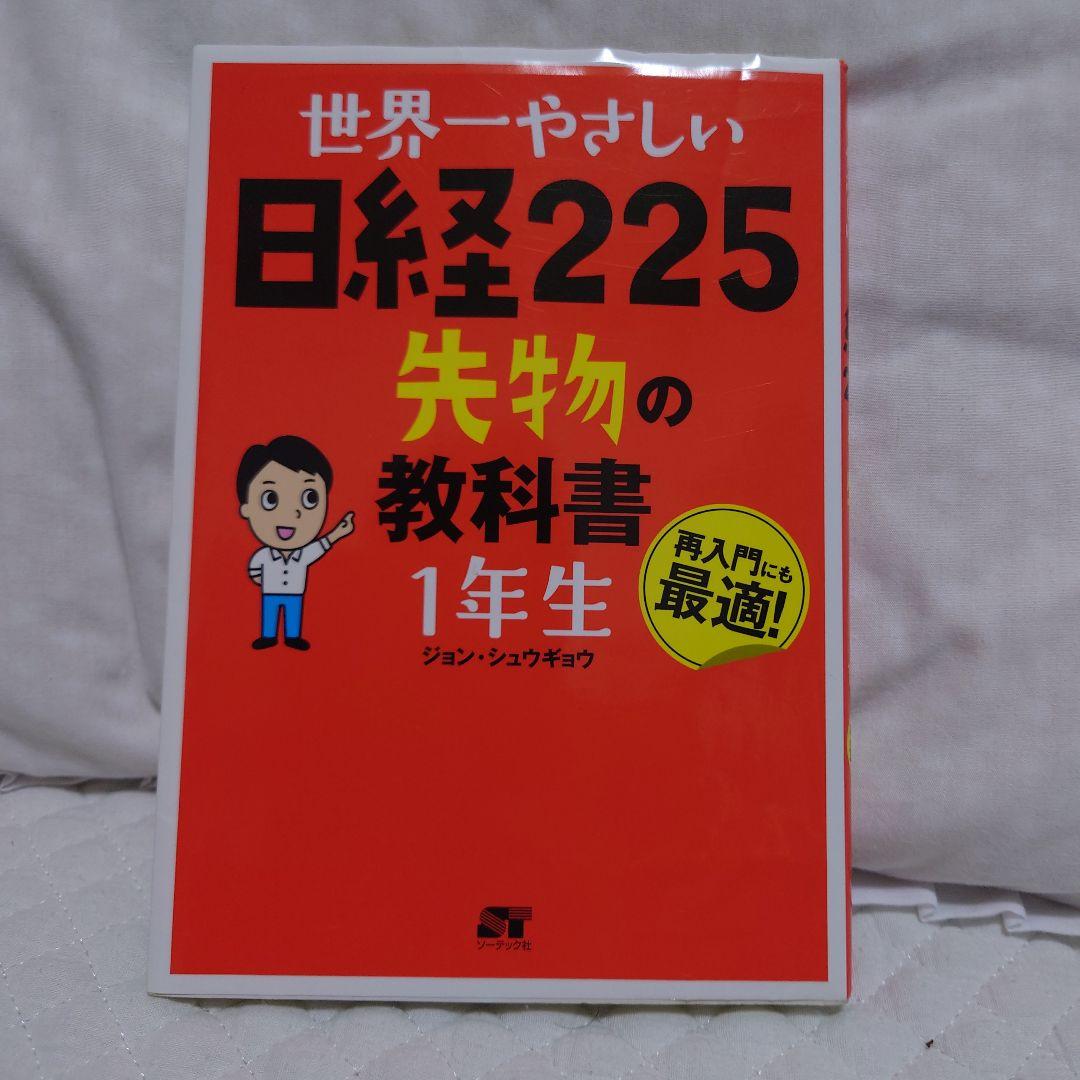 世界一やさしい
日経225
先物の
教科書
1年生
ジョン・シュウギョウ
再入門にも
最適!
ST
ソーテック社